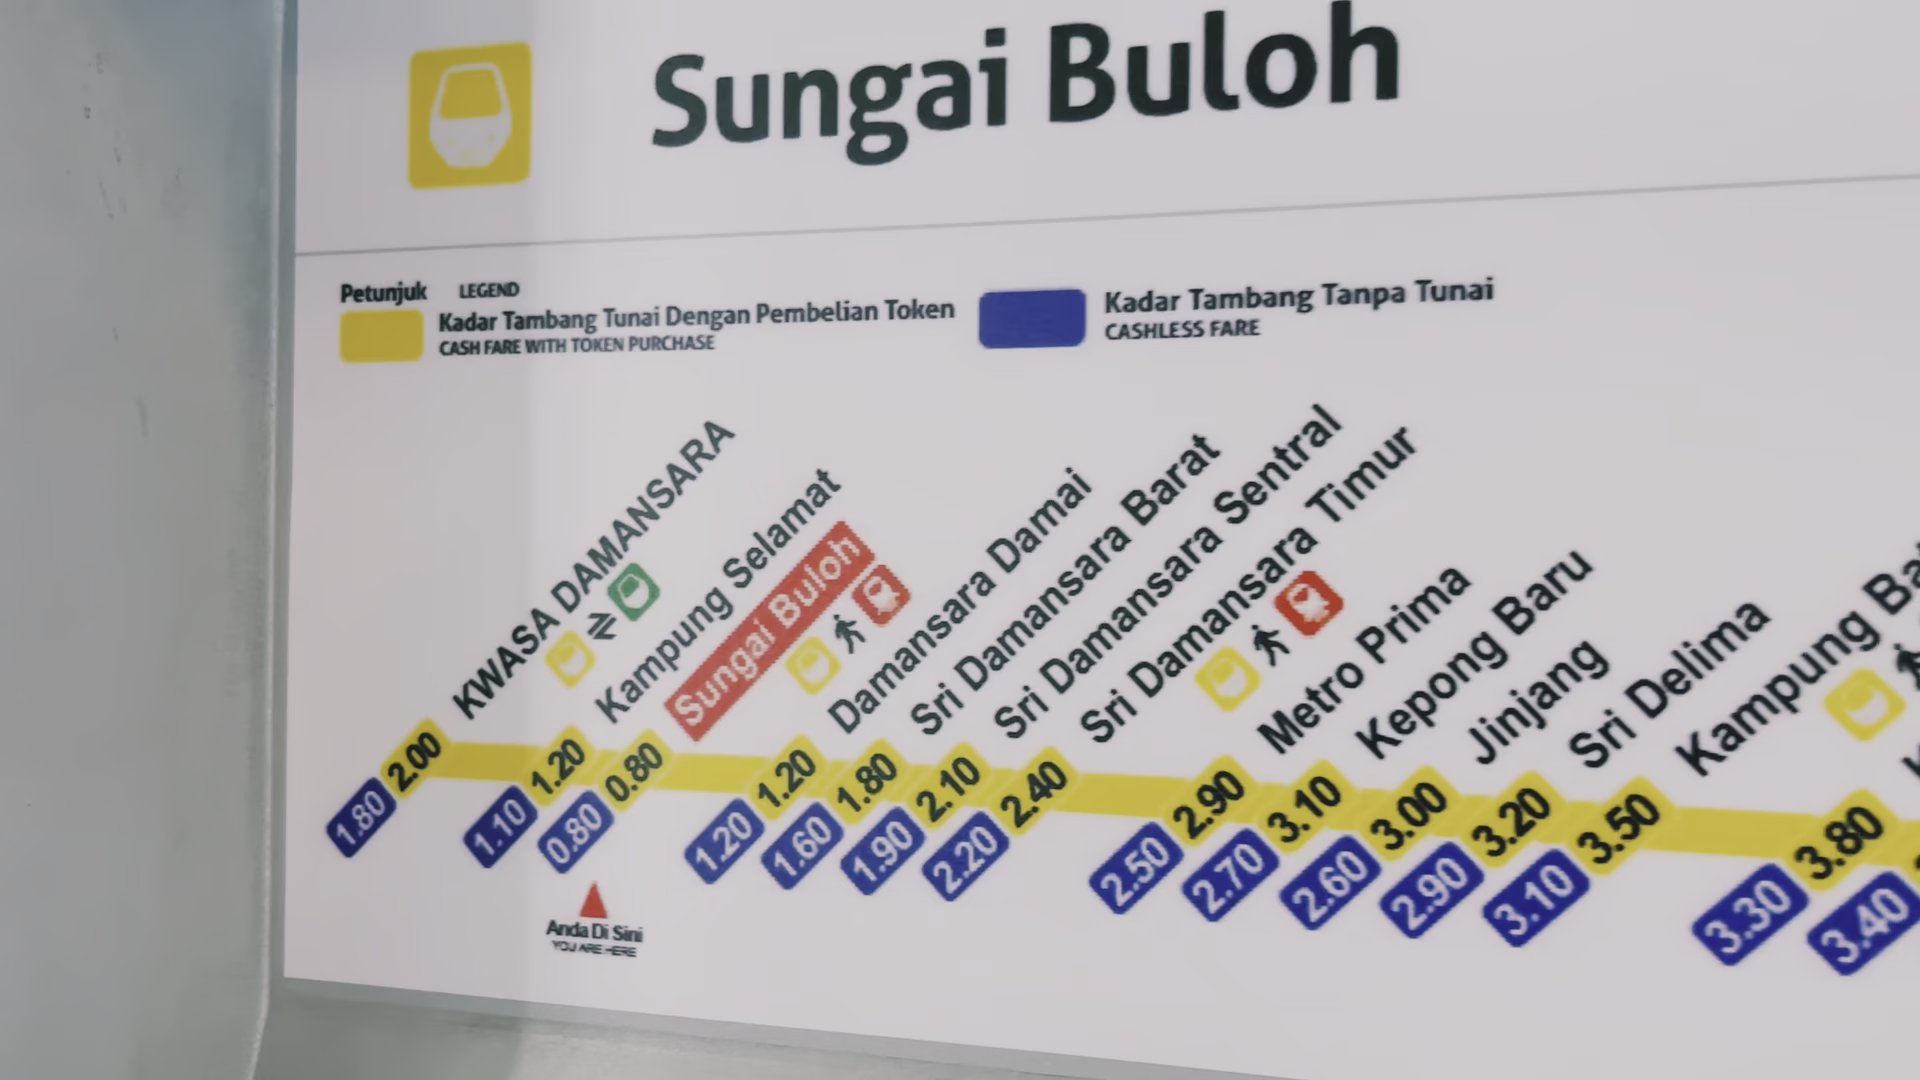 Sungai Buloh
Petunjuk LEGEND
Kadar Tambang Tunai Dengan Pembelian Token
CASH FARE WITH TOKEN PURCHASE
Kadar Tambang Tanpa Tunai
CASHLESS FARE
KWASA DAMANSARA
Kampung Selamat
Sungai Buloh
Damansara Damai
Sri Damansara Barat
Sri Damansara Sentral
Sri Damansara Timur
Metro Prima
Kepong Baru
Jinjang
Sri Delima
Kampung
2.00
1.20
0.80
1.20
1.80
2.10
2.40
2.90
3.10
3.00
3.20
3.50
3.80
1.80
1.10
0.80
1.20
1.60
1.90
2.20
2.50
2.70
2.60
2.90
3.10
3.30
3.40
Anda Di Sini
YOU ARE HERE